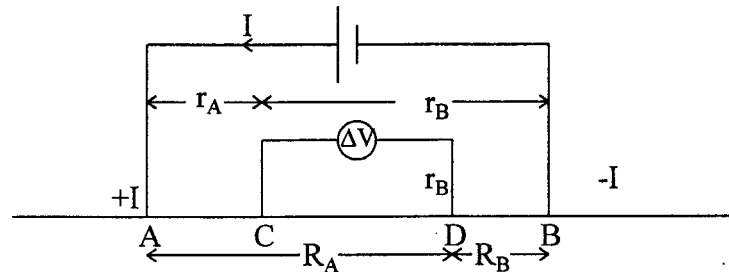 I
r_A r_B
ΔV
+I r_B -I
A C D B
R_A R_B